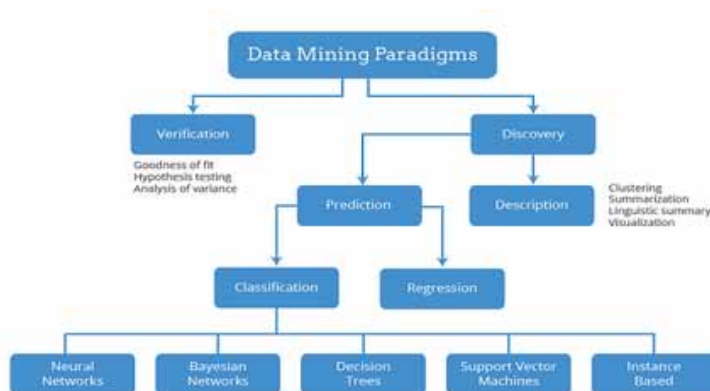 Data Mining Paradigms
Verification
Discovery
Goodness of fit
Hypothesis testing
Analysis of variance
Prediction
Description
Clustering
Summarization
Linguistic summary
Visualization
Classification
Regression
Neural
Networks
Bayesian
Networks
Decision
Trees
Support Vector
Machines
Instance
Based